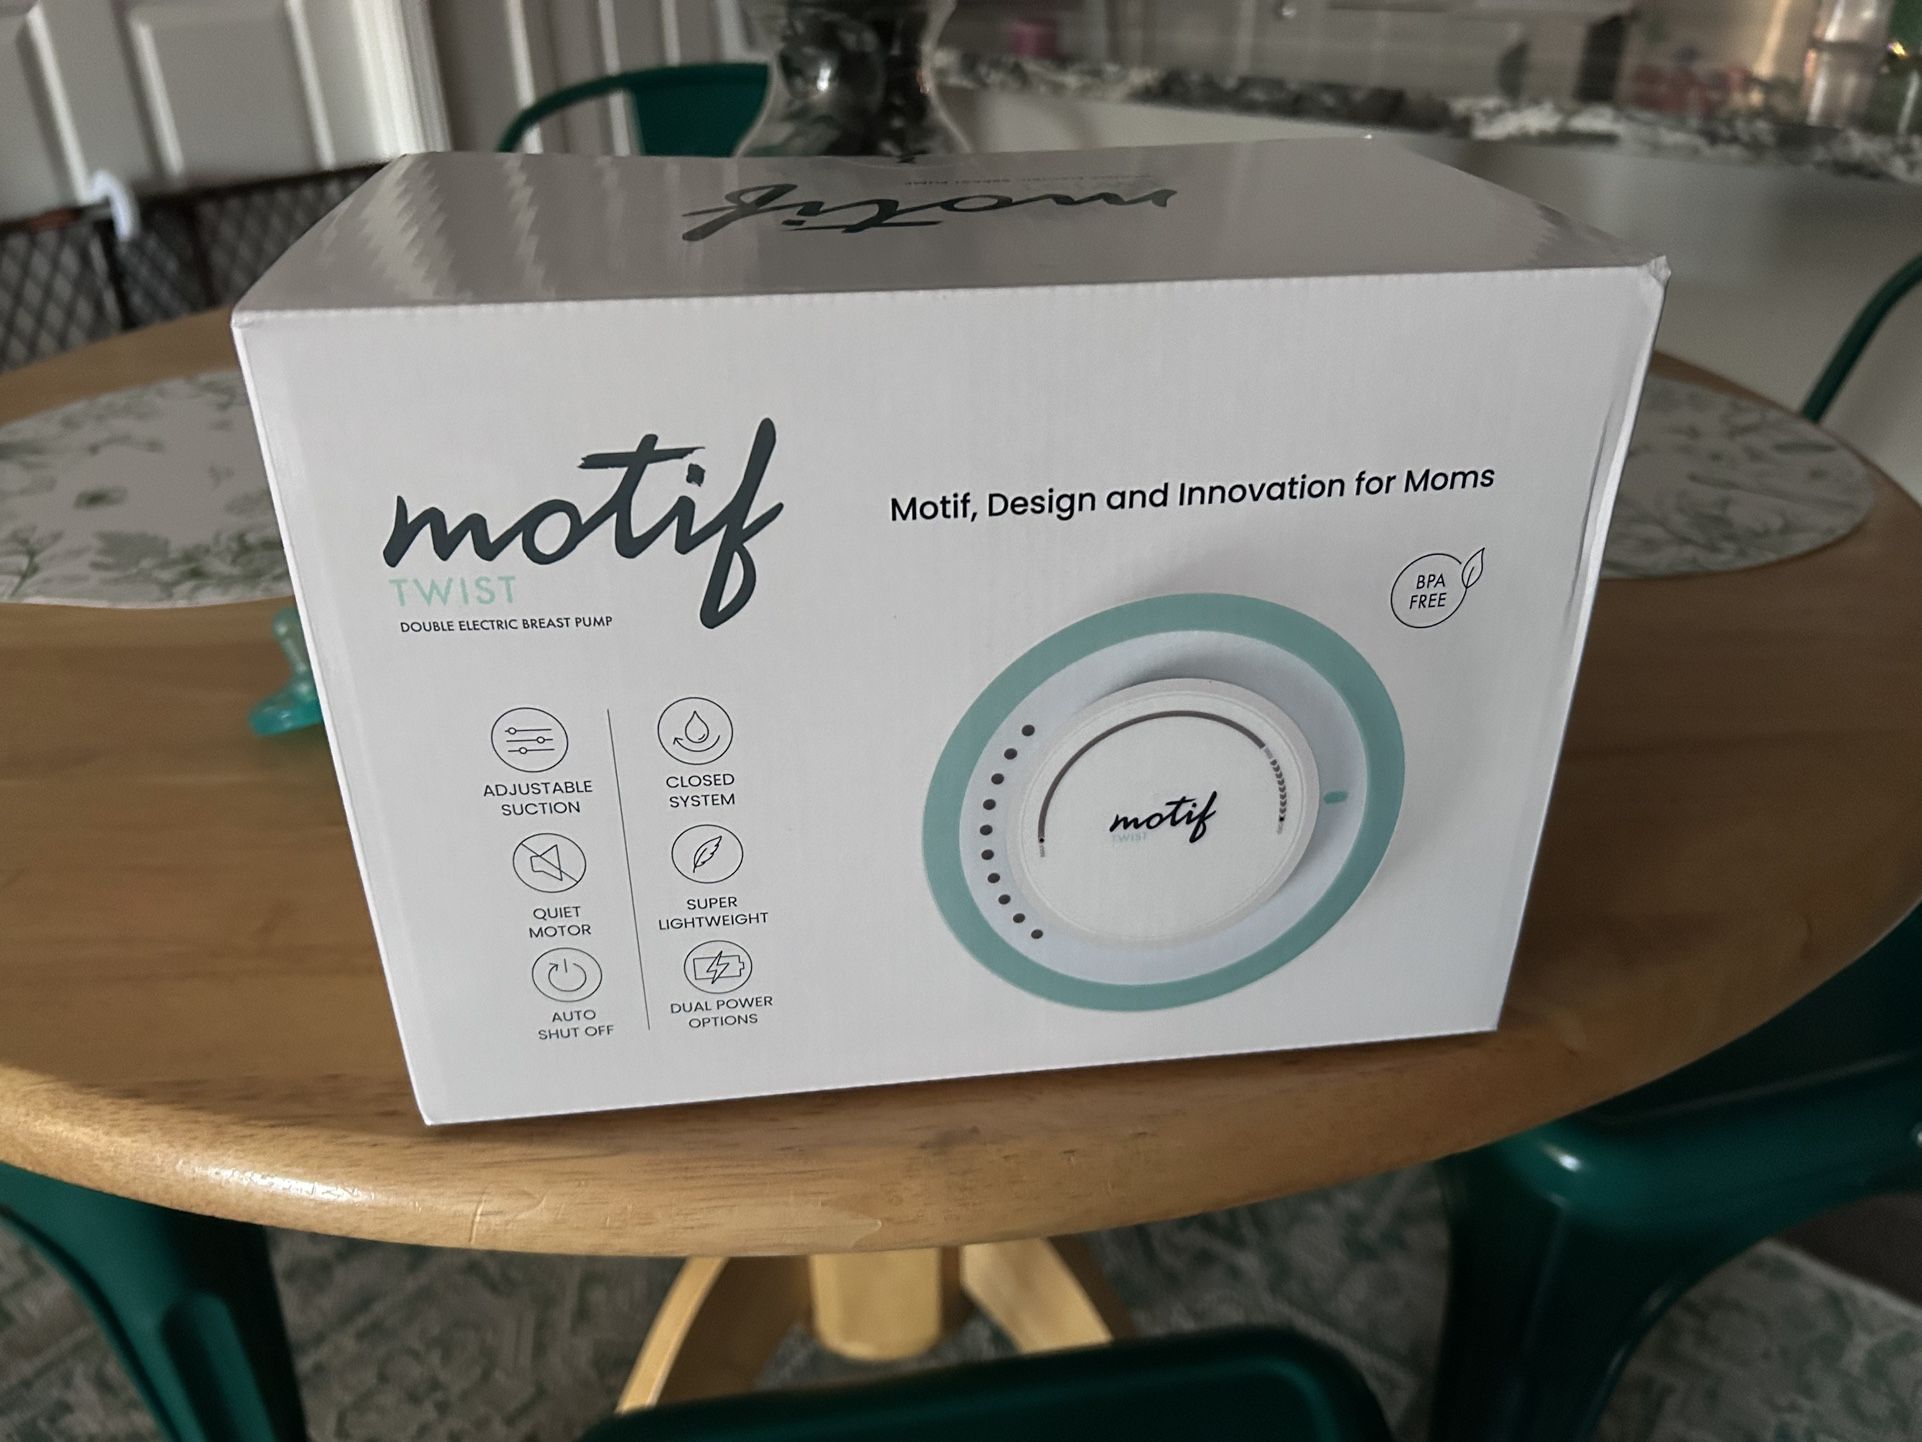 motif
motif
TWIST
DOUBLE ELECTRIC BREAST PUMP
Motif, Design and Innovation for Moms
BPA
FREE
ADJUSTABLE
SUCTION
CLOSED
SYSTEM
QUIET
MOTOR
SUPER
LIGHTWEIGHT
AUTO
SHUT OFF
DUAL POWER
OPTIONS
motif
TWIST